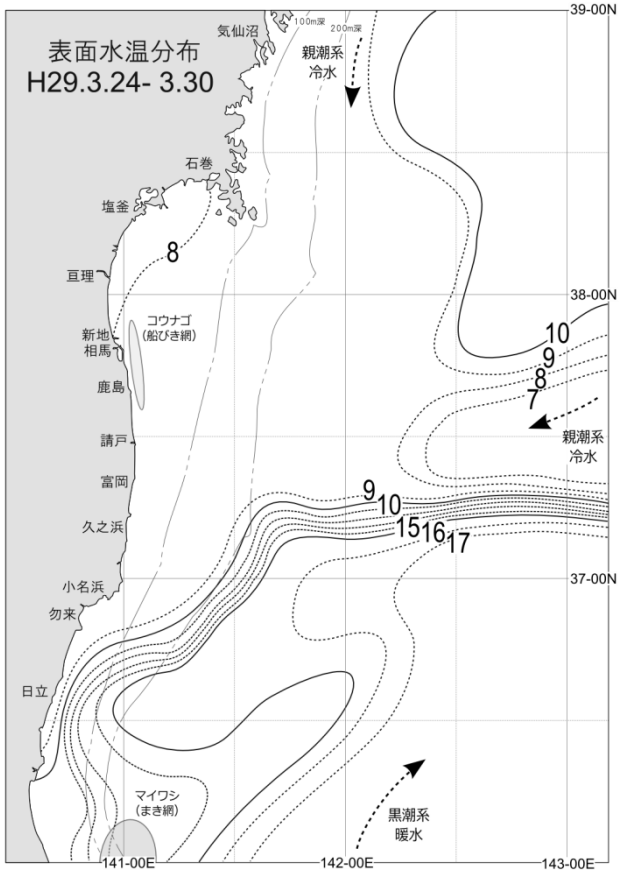 39-00N
気仙沼
100m深
200m深
表面水温分布
H29.3.24- 3.30
親潮系
冷水
石巻
塩釜
8
亘理
38-00N
コウナゴ
(船びき網)
新地
相馬
10
9
8
7
鹿島
親潮系
冷水
請戸
富岡
9
10
久之浜
15
16
17
小名浜
37-00N
勿来
日立
マイワシ
(まき網)
黒潮系
暖水
141-00E
142-00E
143-00E